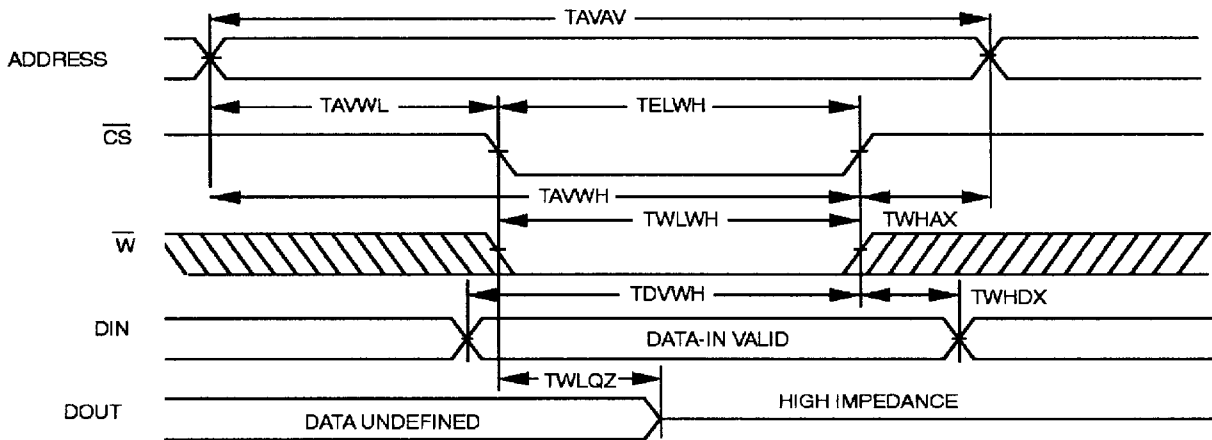 TAVAV
ADDRESS
TAVWL TELWH
CS
TAVWH
TWLWH TWHAX
W
TDVWH TWHDX
DIN DATA-IN VALID
TWLQZ
DOUT DATA UNDEFINED HIGH IMPEDANCE